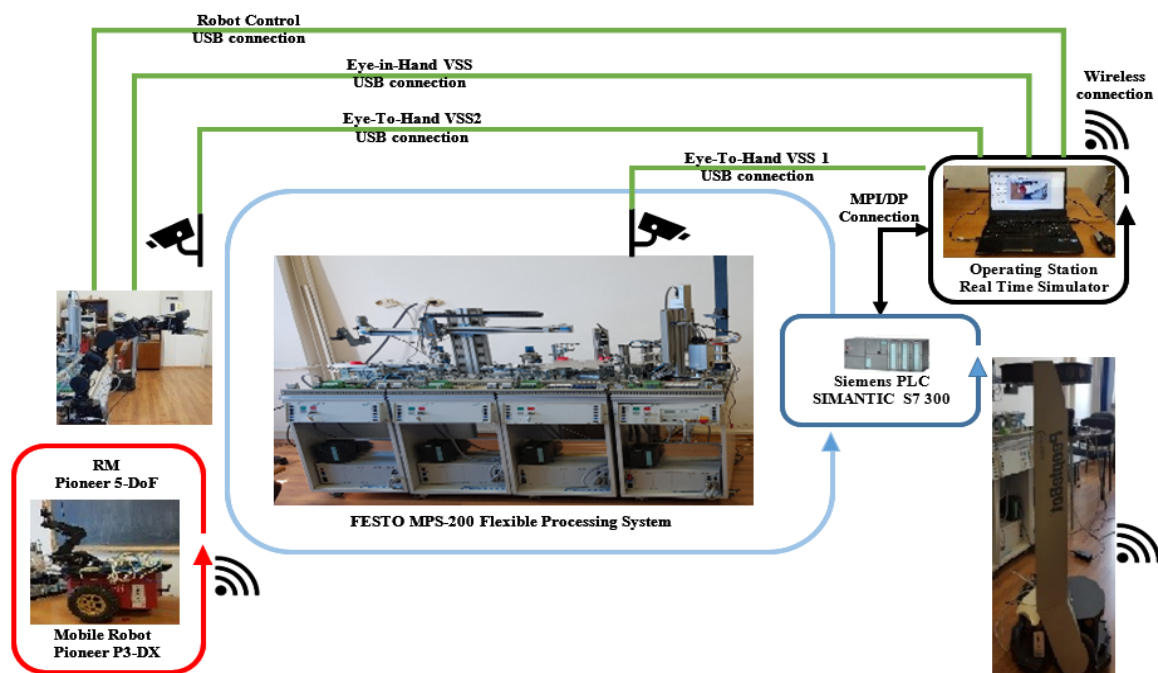 Robot Control
USB connection
Eye-in-Hand VSS
USB connection
Eye-To-Hand VSS2
USB connection
Eye-To-Hand VSS 1
USB connection
Wireless
connection
MPI/DP
Connection
Operating Station
Real Time Simulator
Siemens PLC
SIMANTIC S7 300
FESTO MPS-200 Flexible Processing System
RM
Pioneer 5-DoF
Mobile Robot
Pioneer P3-DX
PeopleBot